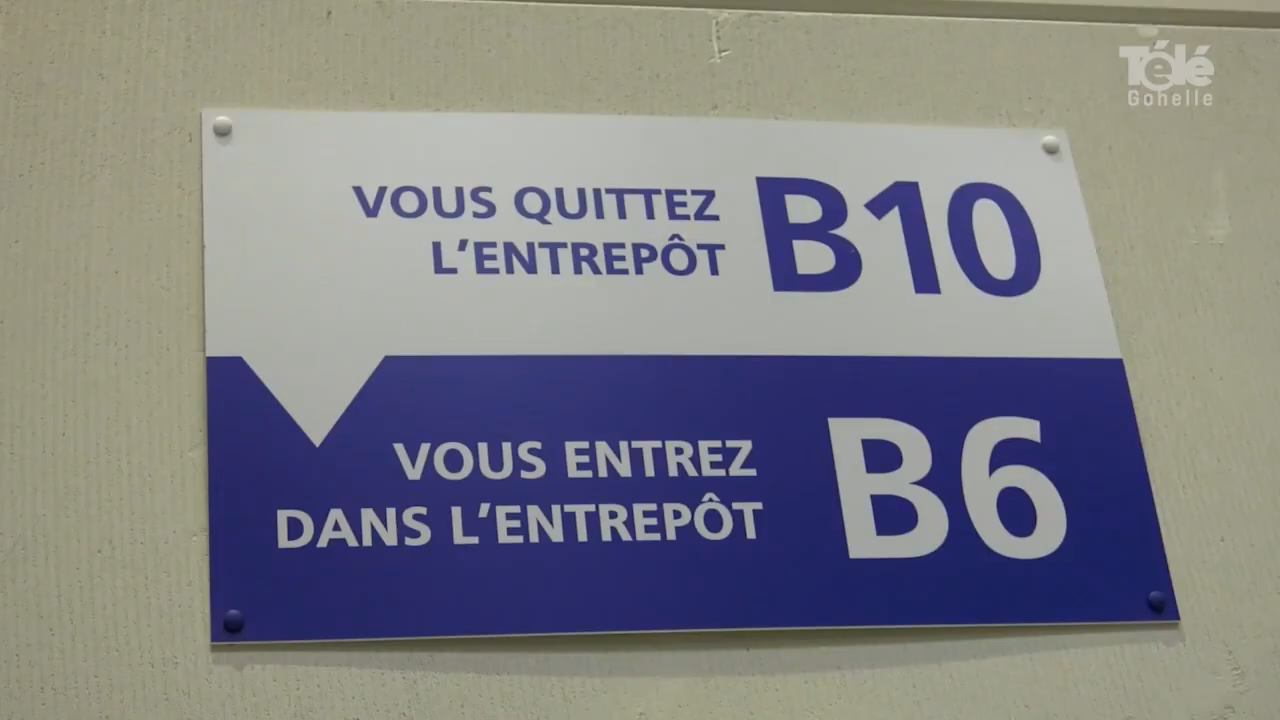 Télé
Gohelle
VOUS QUITTEZ
L'ENTREPÔT
B10
VOUS ENTREZ
DANS L'ENTREPÔT
B6